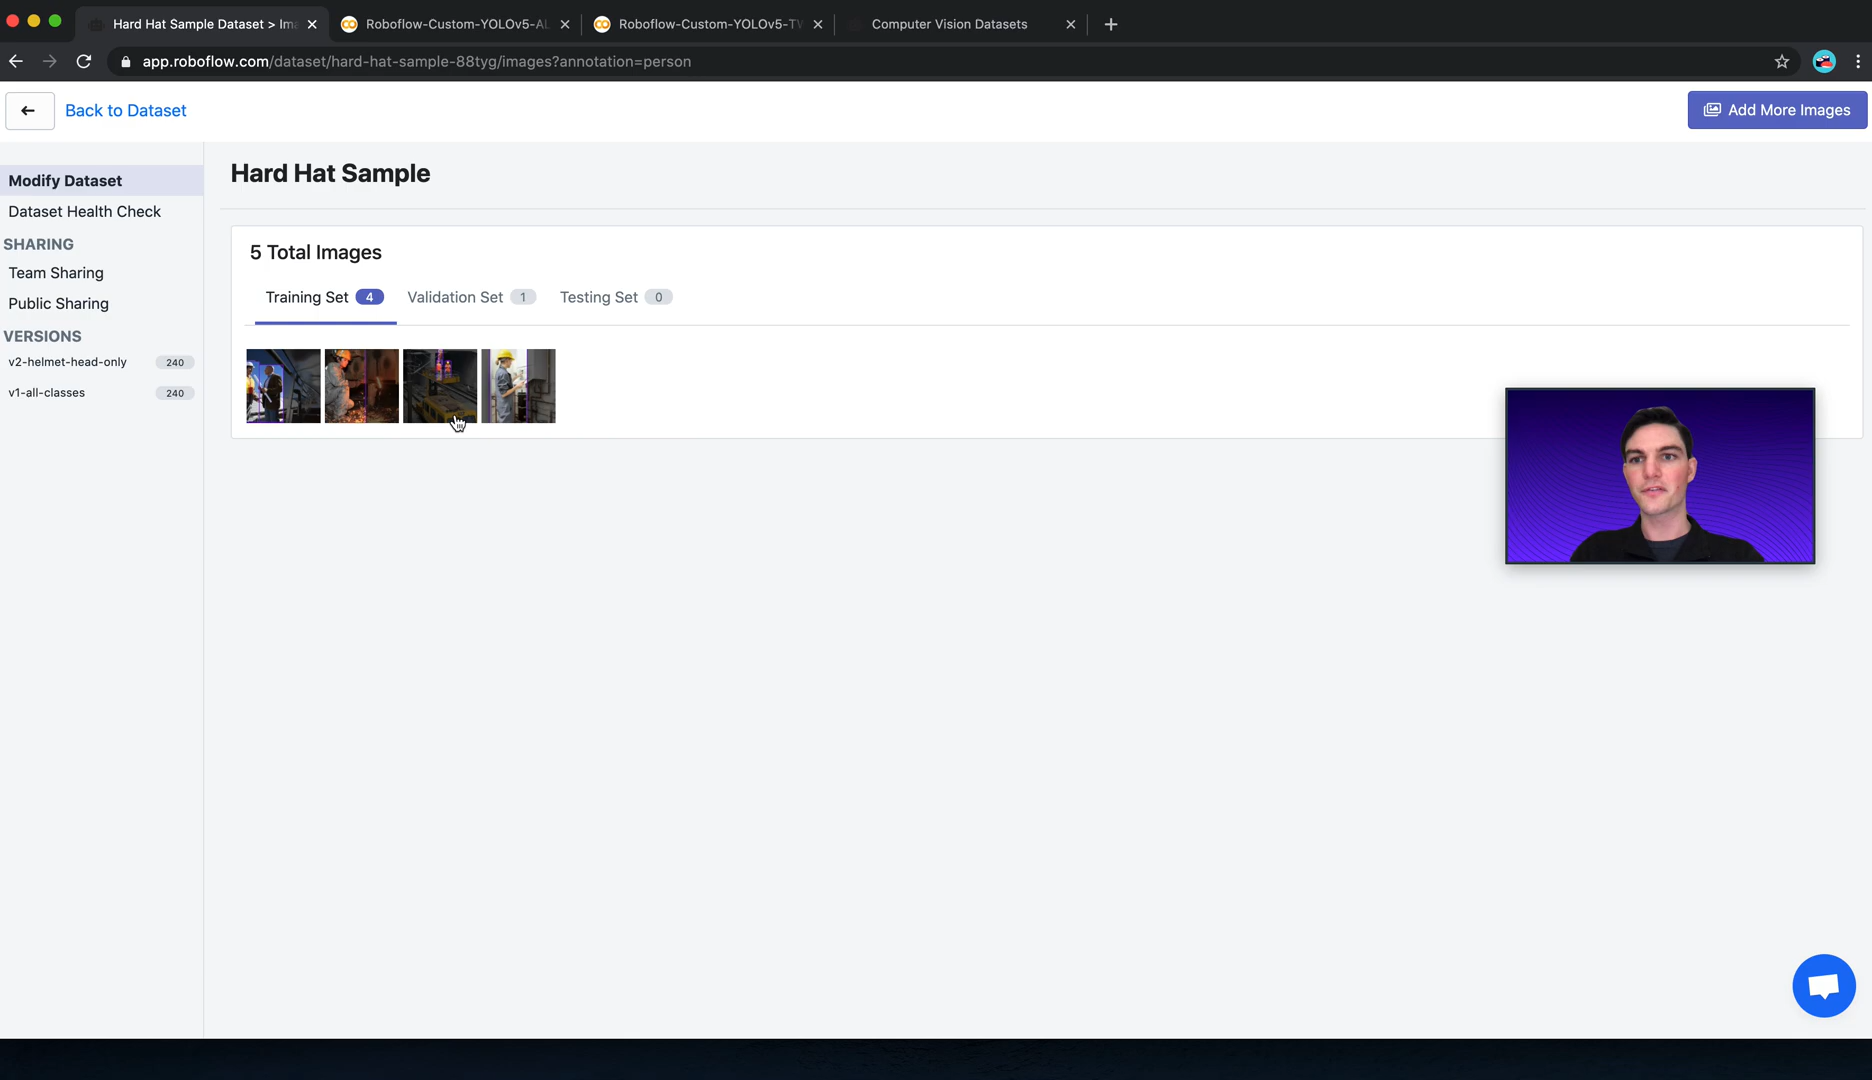 Hard Hat Sample Dataset > Ima
Roboflow-Custom-YOLOv5-AL
Roboflow-Custom-YOLOv5-TW
Computer Vision Datasets
app.roboflow.com/dataset/hard-hat-sample-88tyg/images?annotation=person
Back to Dataset
Add More Images
Modify Dataset
Dataset Health Check
SHARING
Team Sharing
Public Sharing
VERSIONS
v2-helmet-head-only 240
v1-all-classes 240
Hard Hat Sample
5 Total Images
Training Set 4
Validation Set 1
Testing Set 0